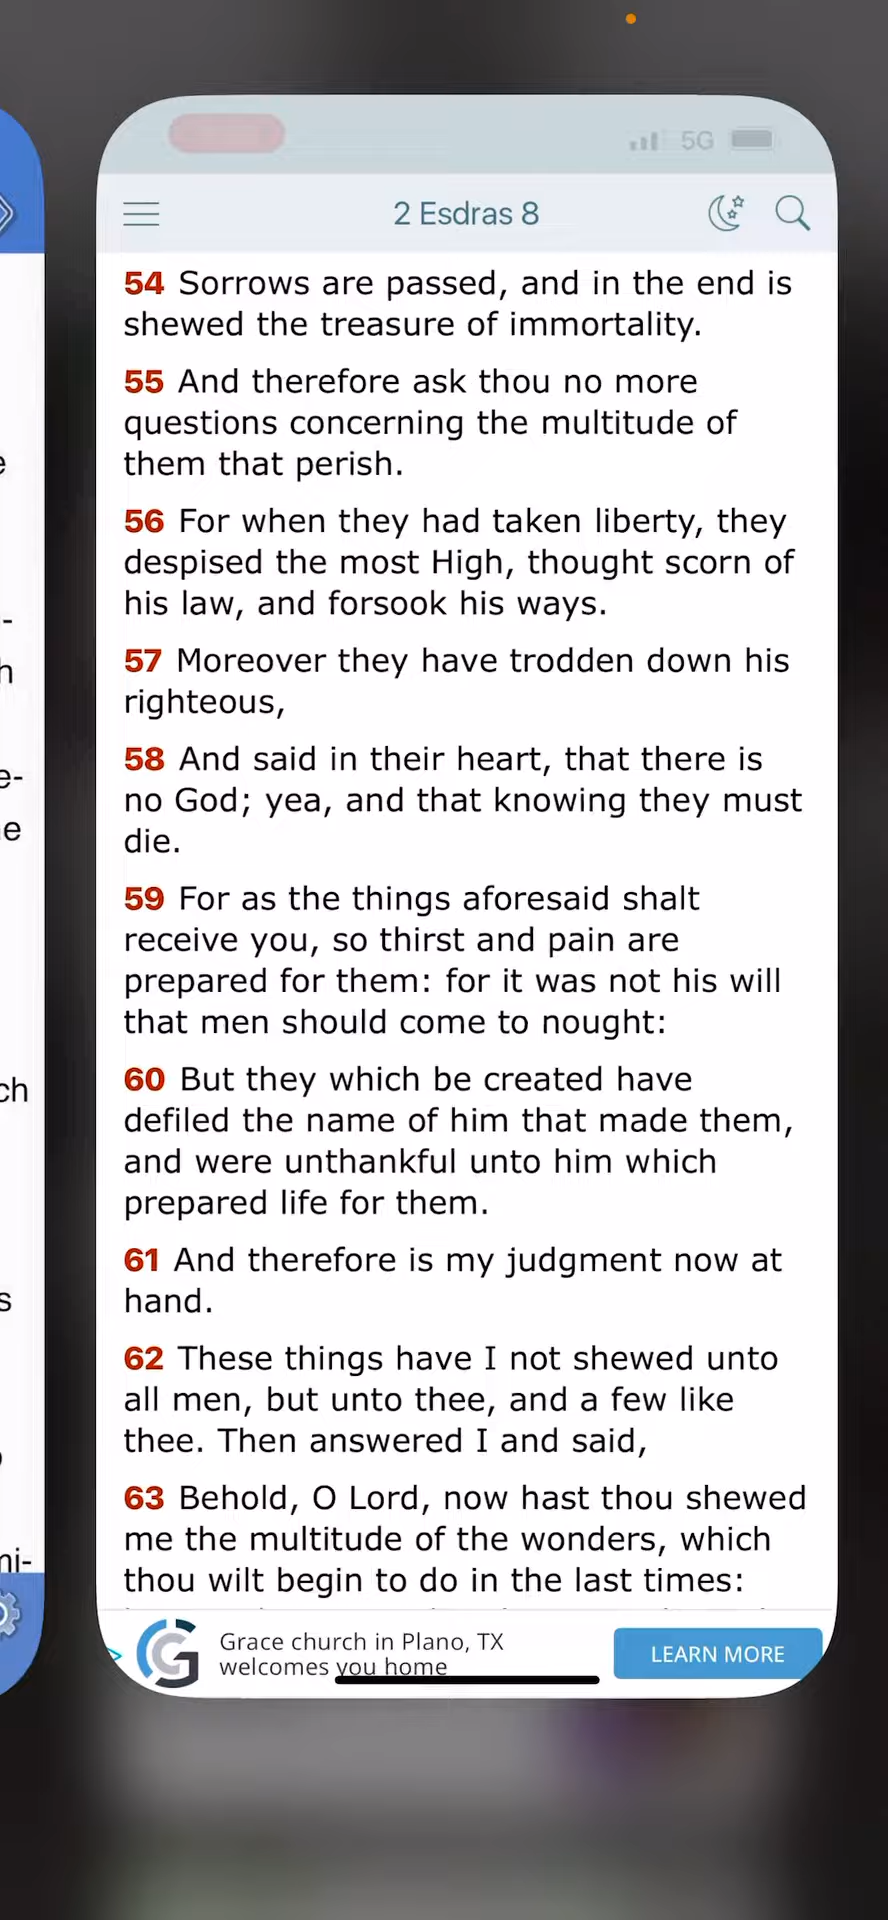 5G
2 Esdras 8
54 Sorrows are passed, and in the end is
shewed the treasure of immortality.
55 And therefore ask thou no more
questions concerning the multitude of
them that perish.
56 For when they had taken liberty, they
despised the most High, thought scorn of
his law, and forsook his ways.
57 Moreover they have trodden down his
righteous,
58 And said in their heart, that there is
no God; yea, and that knowing they must
die.
59 For as the things aforesaid shalt
receive you, so thirst and pain are
prepared for them: for it was not his will
that men should come to nought:
60 But they which be created have
defiled the name of him that made them,
and were unthankful unto him which
prepared life for them.
61 And therefore is my judgment now at
hand.
62 These things have I not shewed unto
all men, but unto thee, and a few like
thee. Then answered I and said,
63 Behold, O Lord, now hast thou shewed
me the multitude of the wonders, which
thou wilt begin to do in the last times:
Grace church in Plano, TX
welcomes you home
LEARN MORE